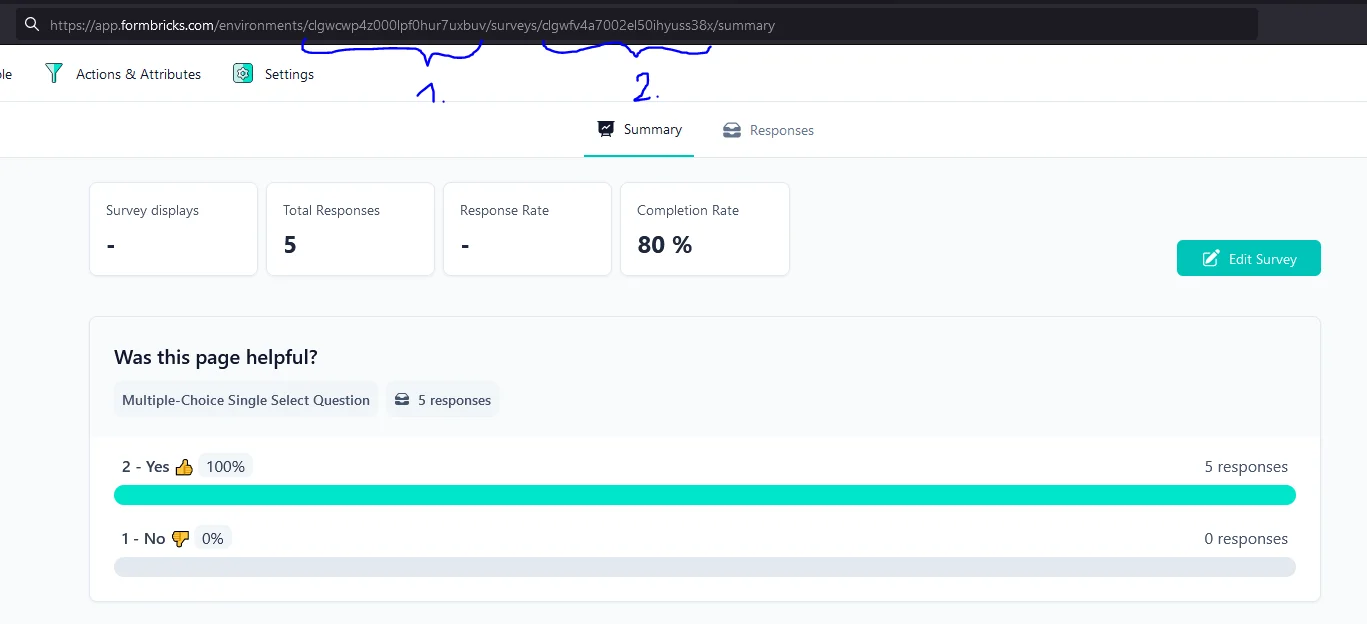 https://app.formbricks.com/environments/clgwcwp4z000lpf0hur7uxbuv/surveys/clgwfv4a7002el50ihyuss38x/summary
ole Actions & Attributes Settings
1. 2.
Summary Responses
Survey displays Total Responses Response Rate Completion Rate
- 5 - 80 %
Edit Survey
Was this page helpful?
Multiple-Choice Single Select Question 5 responses
2 - Yes 👍 100% 5 responses
1 - No 👎 0% 0 responses